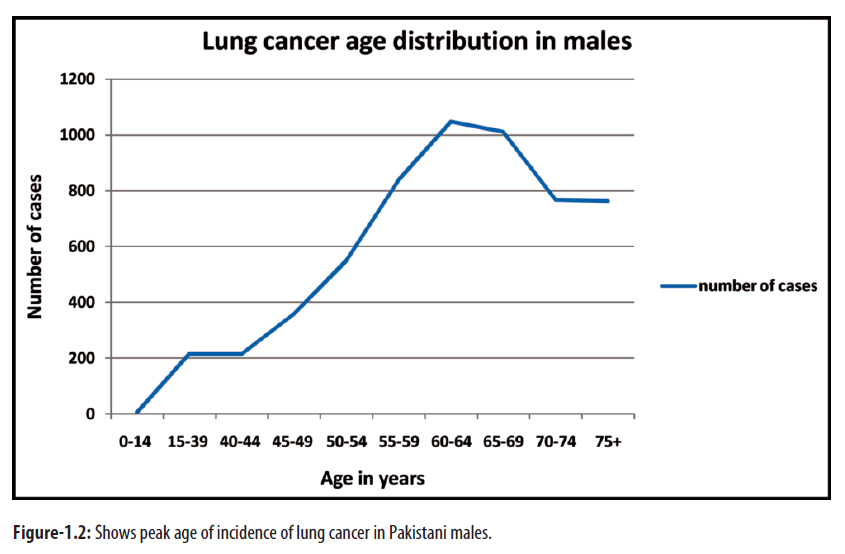 Lung cancer age distribution in males
1200
1000
800
600
400
200
0
Number of cases
number of cases
0-14 15-39 40-44 45-49 50-54 55-59 60-64 65-69 70-74 75+
Age in years
Figure-1.2: Shows peak age of incidence of lung cancer in Pakistani males.